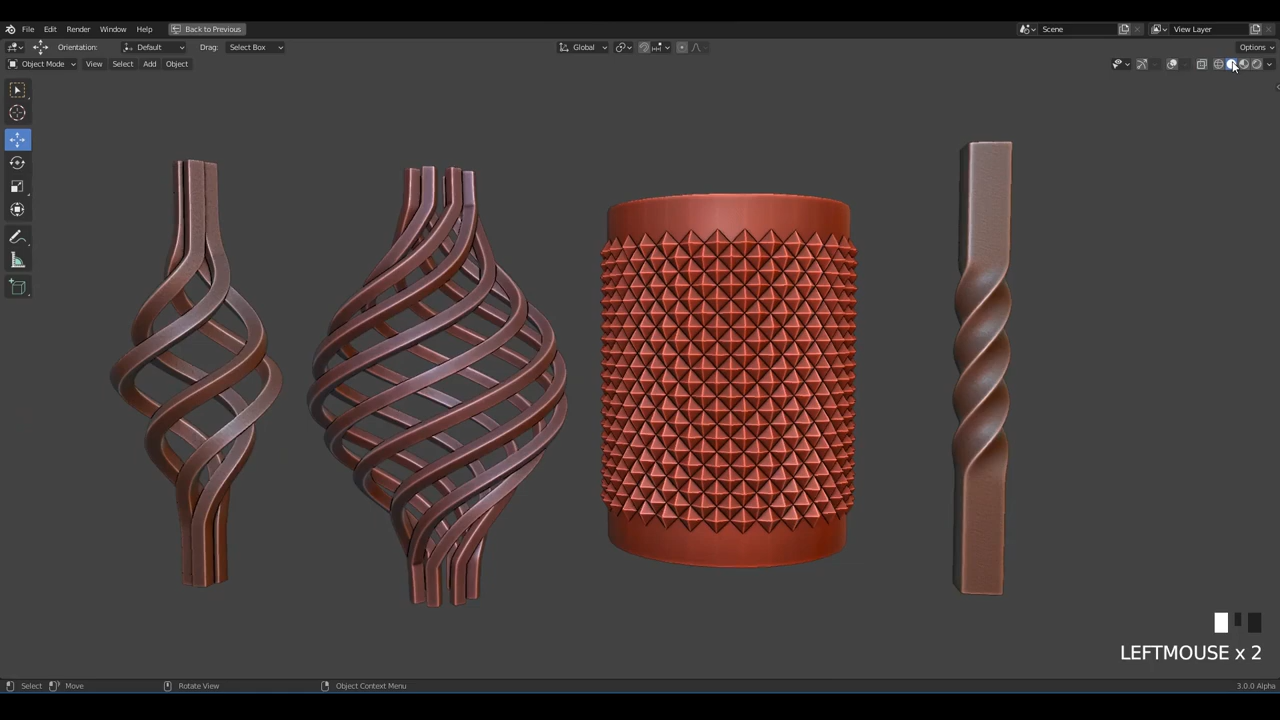 File Edit Render Window Help Back to Previous Scene View Layer
Orientation: Default Drag: Select Box Global Options
Object Mode View Select Add Object
LEFTMOUSE x 2
Select Move Rotate View Object Context Menu 3.0.0 Alpha